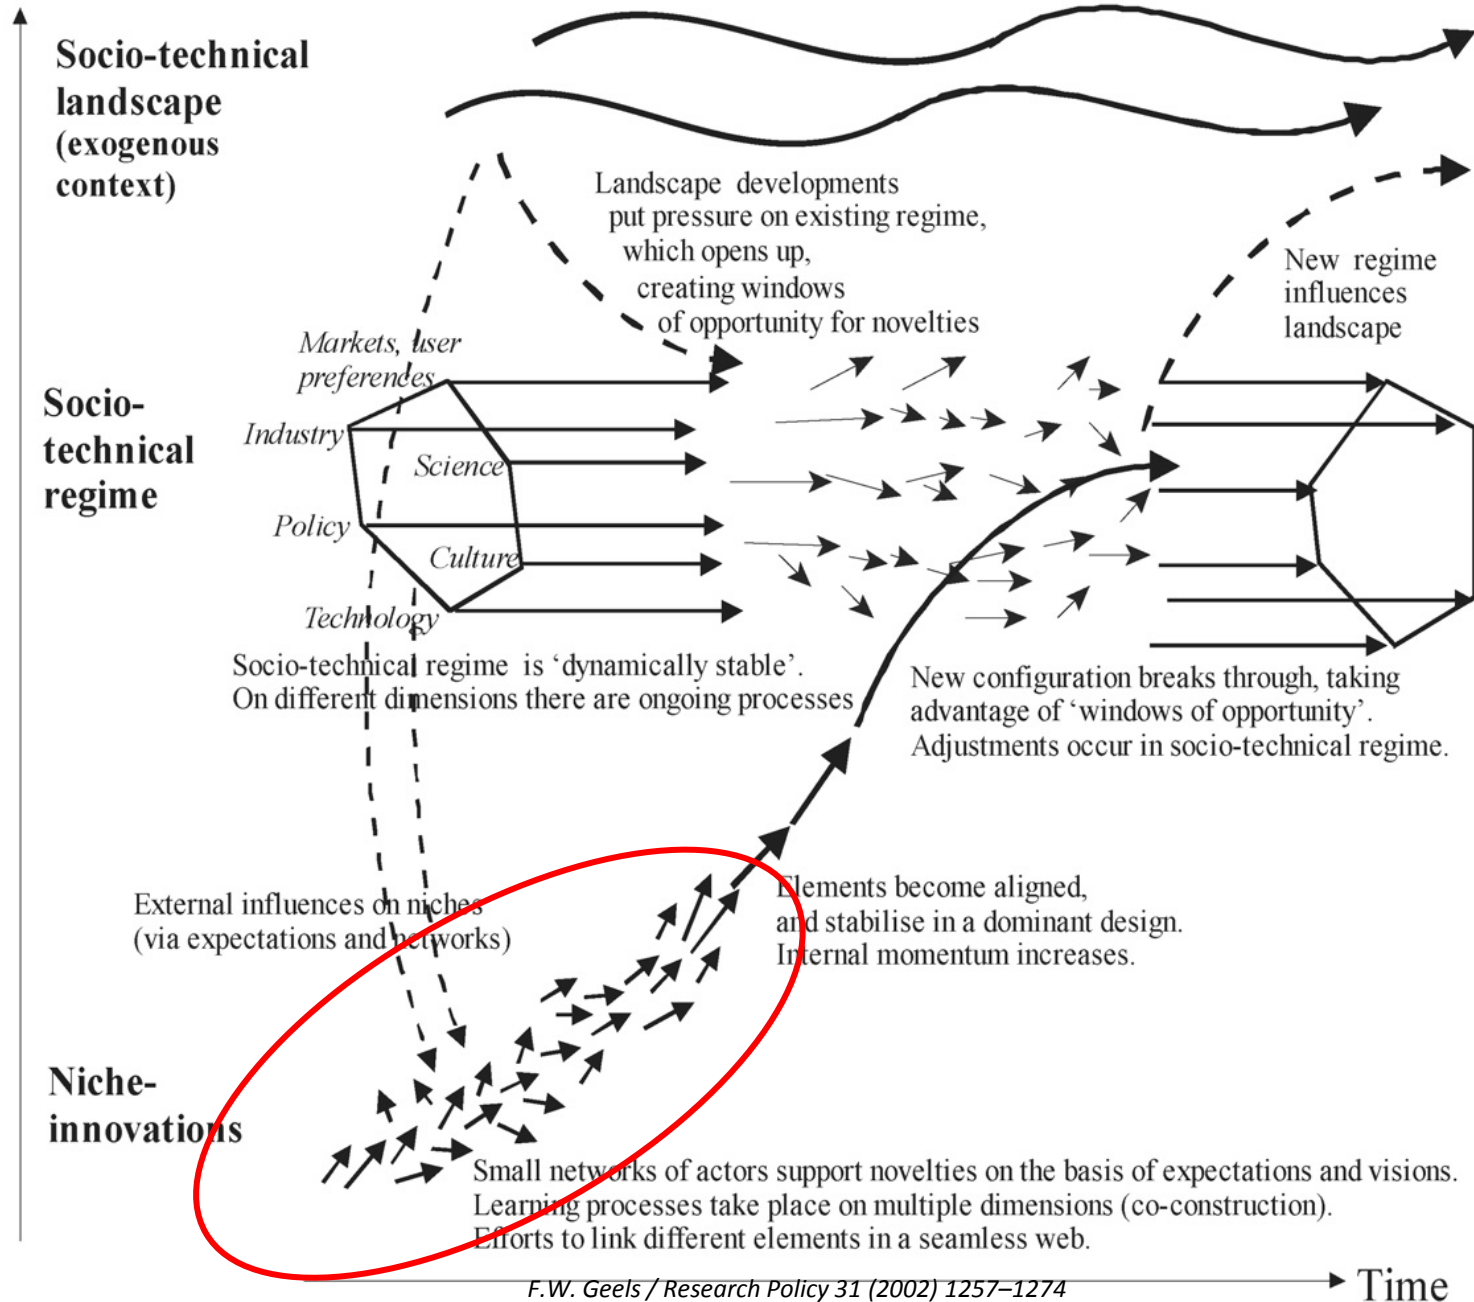 Socio-technical
landscape
(exogenous
context)
Landscape developments
put pressure on existing regime,
which opens up,
creating windows
of opportunity for novelties
New regime
influences
landscape
Markets, user
preferences
Socio-
technical
regime
Industry
Science
Policy
Culture
Technology
Socio-technical regime is ‘dynamically stable’.
On different dimensions there are ongoing processes
New configuration breaks through, taking
advantage of ‘windows of opportunity’.
Adjustments occur in socio-technical regime.
External influences on niches
(via expectations and networks)
Elements become aligned,
and stabilise in a dominant design.
Internal momentum increases.
Niche-
innovations
Small networks of actors support novelties on the basis of expectations and visions.
Learning processes take place on multiple dimensions (co-construction).
Efforts to link different elements in a seamless web.
F.W. Geels / Research Policy 31 (2002) 1257–1274
Time